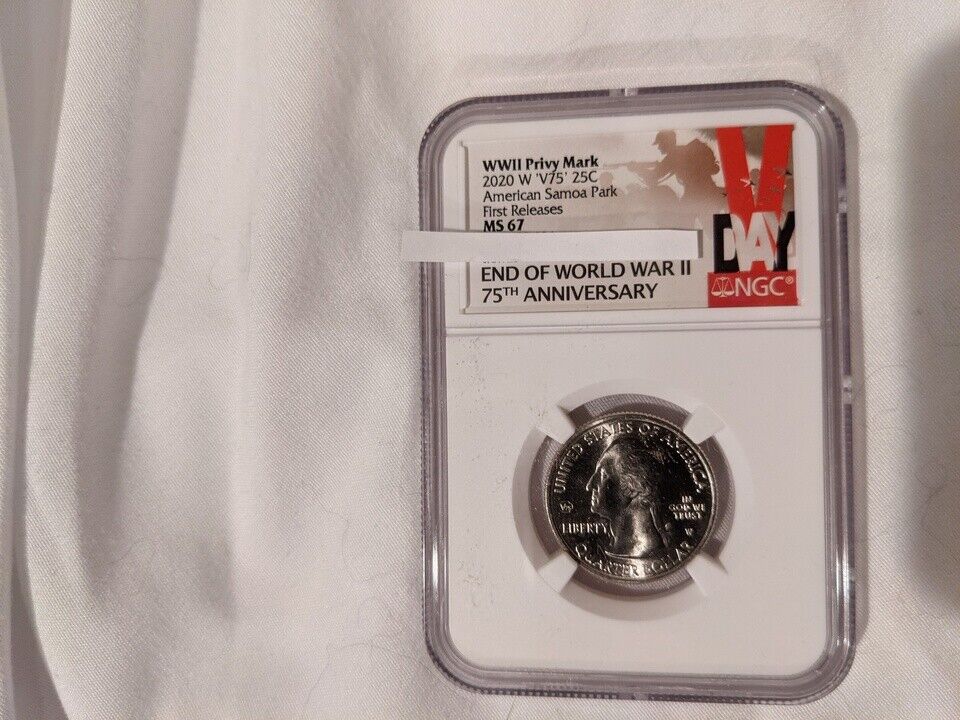 WWII Privy Mark
2020 W 'V75' 25C
American Samoa Park
First Releases
MS 67
END OF WORLD WAR II
75TH ANNIVERSARY
V
DAY
NGC®
UNITED STATES OF AMERICA
LIBERTY
IN
GOD WE
TRUST
W
QUARTER DOLLAR